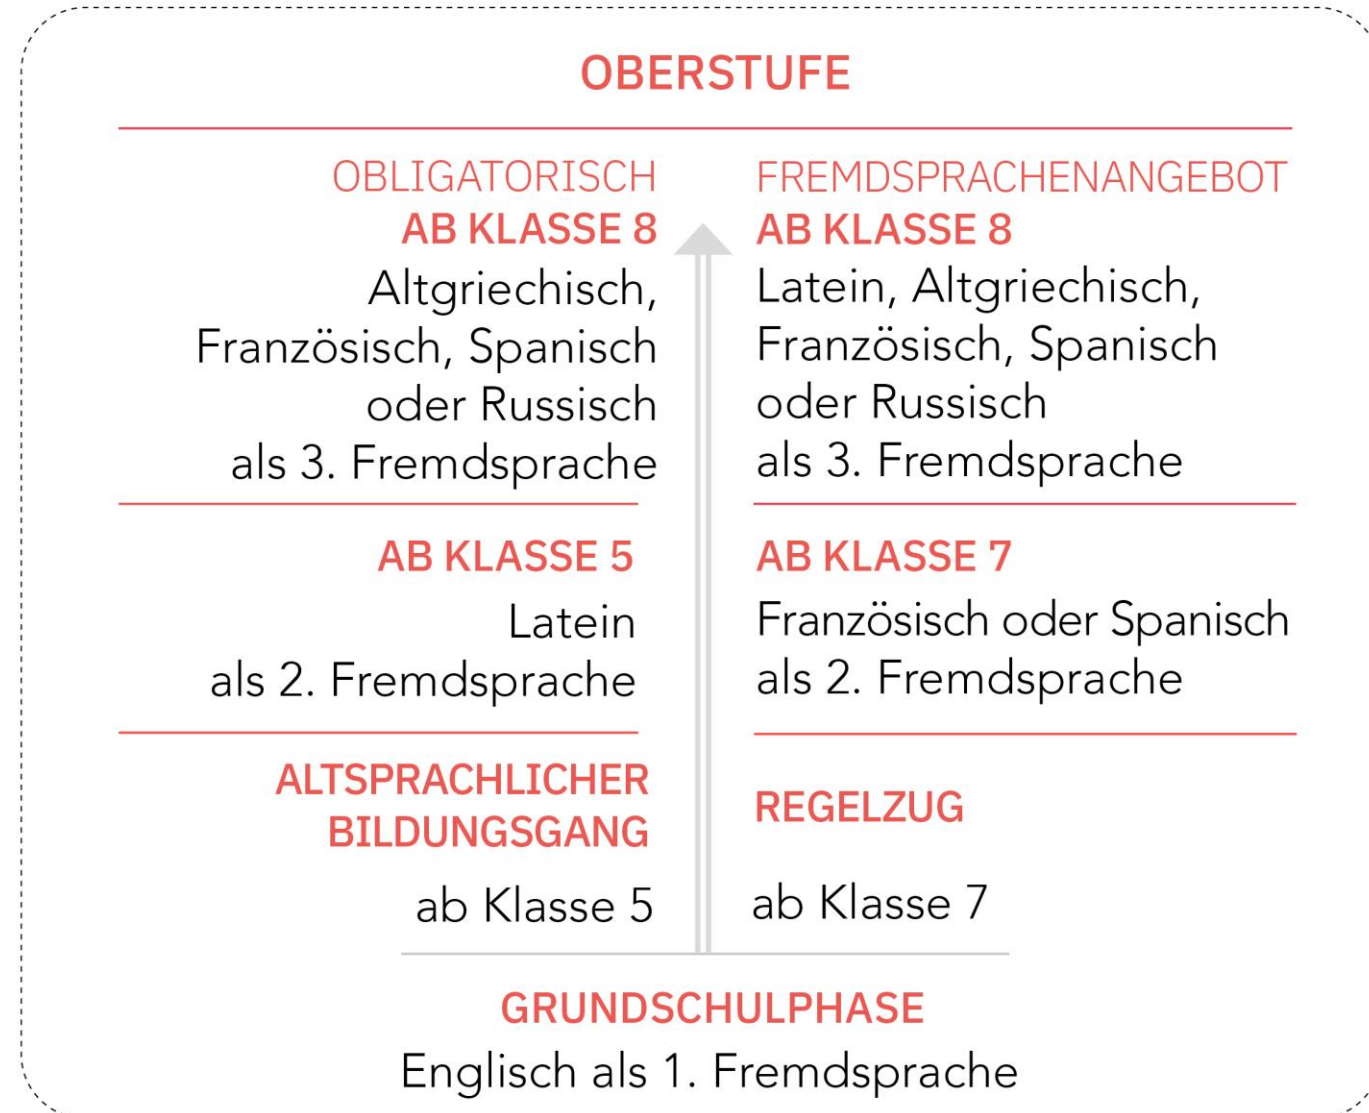 OBERSTUFE
OBLIGATORISCH
AB KLASSE 8
Altgriechisch,
Französisch, Spanisch
oder Russisch
als 3. Fremdsprache
AB KLASSE 5
Latein
als 2. Fremdsprache
ALTSPRACHLICHER
BILDUNGSGANG
ab Klasse 5
FREMDSPRACHENANGEBOT
AB KLASSE 8
Latein, Altgriechisch,
Französisch, Spanisch
oder Russisch
als 3. Fremdsprache
AB KLASSE 7
Französisch oder Spanisch
als 2. Fremdsprache
REGELZUG
ab Klasse 7
GRUNDSCHULPHASE
Englisch als 1. Fremdsprache